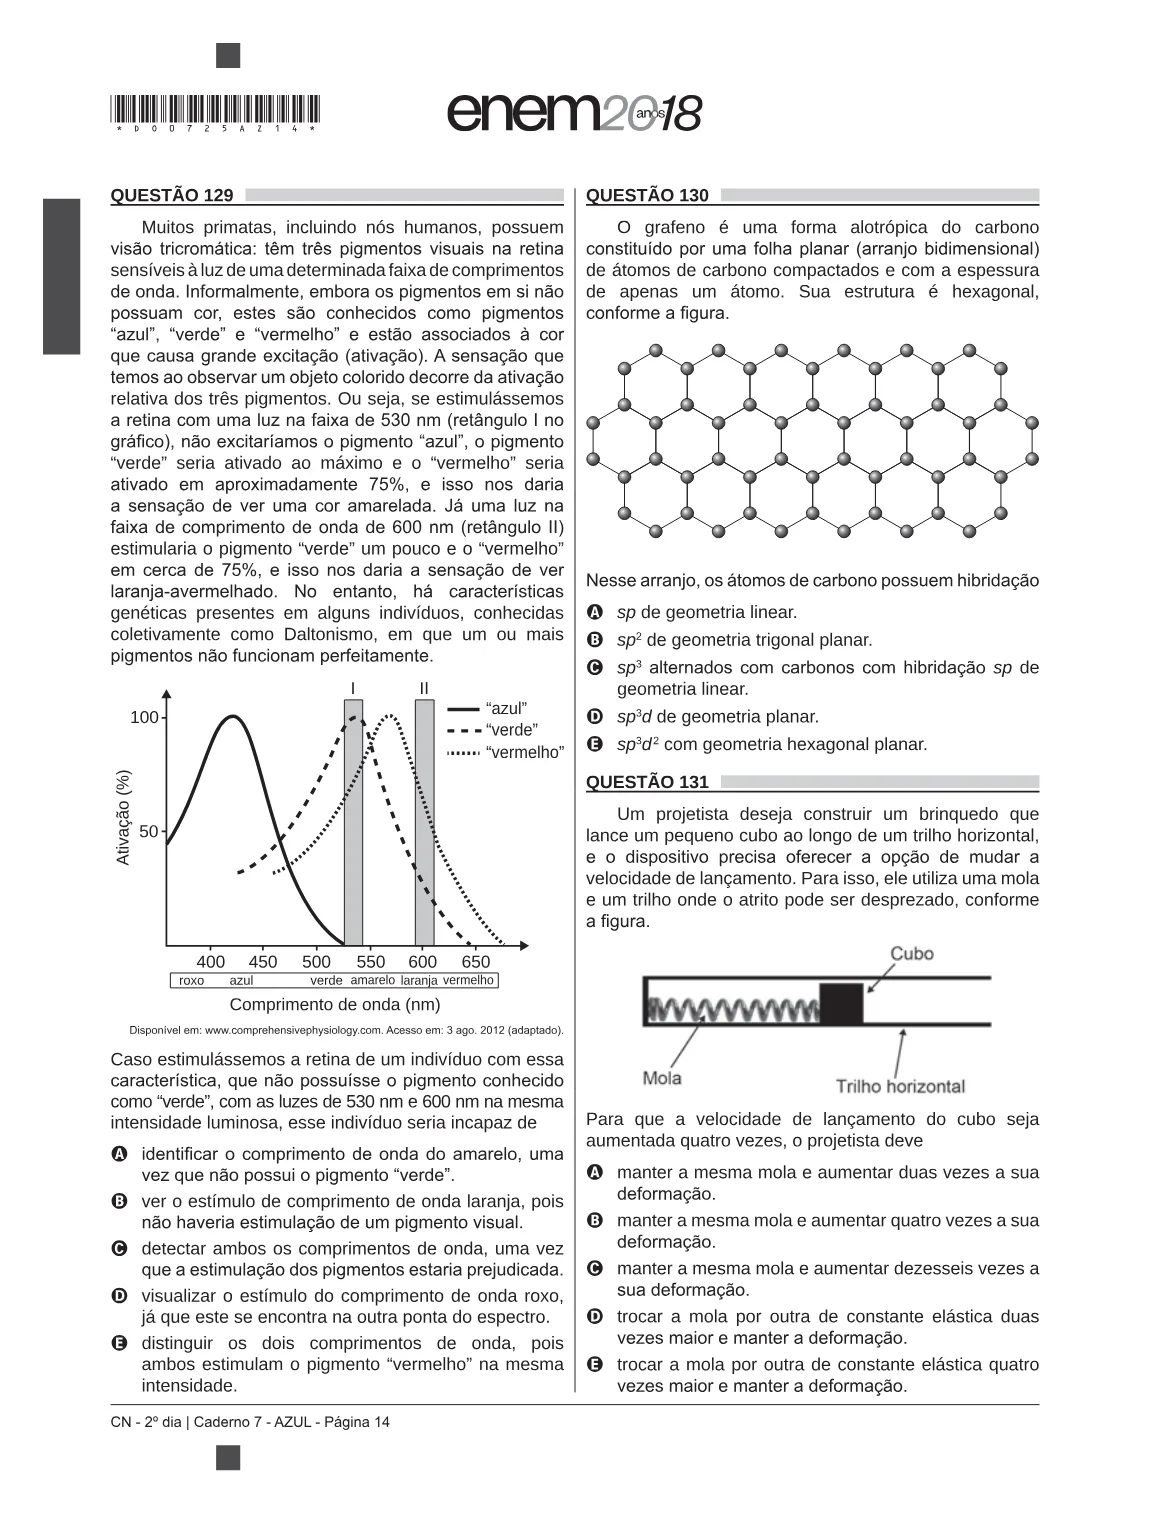 *D00725AZ14*
enem2018
anos
QUESTÃO 129
Muitos primatas, incluindo nós humanos, possuem
visão tricromática: têm três pigmentos visuais na retina
sensíveis à luz de uma determinada faixa de comprimentos
de onda. Informalmente, embora os pigmentos em si não
possuam cor, estes são conhecidos como pigmentos
“azul”, “verde” e “vermelho” e estão associados à cor
que causa grande excitação (ativação). A sensação que
temos ao observar um objeto colorido decorre da ativação
relativa dos três pigmentos. Ou seja, se estimulássemos
a retina com uma luz na faixa de 530 nm (retângulo I no
gráfico), não excitaríamos o pigmento “azul”, o pigmento
“verde” seria ativado ao máximo e o “vermelho” seria
ativado em aproximadamente 75%, e isso nos daria
a sensação de ver uma cor amarelada. Já uma luz na
faixa de comprimento de onda de 600 nm (retângulo II)
estimularia o pigmento “verde” um pouco e o “vermelho”
em cerca de 75%, e isso nos daria a sensação de ver
laranja-avermelhado. No entanto, há características
genéticas presentes em alguns indivíduos, conhecidas
coletivamente como Daltonismo, em que um ou mais
pigmentos não funcionam perfeitamente.
I II
“azul”
“verde”
“vermelho”
100
50
Ativação (%)
400 450 500 550 600 650
roxo azul verde amarelo laranja vermelho
Comprimento de onda (nm)
Disponível em: www.comprehensivephysiology.com. Acesso em: 3 ago. 2012 (adaptado).
Caso estimulássemos a retina de um indivíduo com essa
característica, que não possuísse o pigmento conhecido
como “verde”, com as luzes de 530 nm e 600 nm na mesma
intensidade luminosa, esse indivíduo seria incapaz de
A identificar o comprimento de onda do amarelo, uma
vez que não possui o pigmento “verde”.
B ver o estímulo de comprimento de onda laranja, pois
não haveria estimulação de um pigmento visual.
C detectar ambos os comprimentos de onda, uma vez
que a estimulação dos pigmentos estaria prejudicada.
D visualizar o estímulo do comprimento de onda roxo,
já que este se encontra na outra ponta do espectro.
E distinguir os dois comprimentos de onda, pois
ambos estimulam o pigmento “vermelho” na mesma
intensidade.
QUESTÃO 130
O grafeno é uma forma alotrópica do carbono
constituído por uma folha planar (arranjo bidimensional)
de átomos de carbono compactados e com a espessura
de apenas um átomo. Sua estrutura é hexagonal,
conforme a figura.
Nesse arranjo, os átomos de carbono possuem hibridação
A sp de geometria linear.
B sp² de geometria trigonal planar.
C sp³ alternados com carbonos com hibridação sp de
geometria linear.
D sp³d de geometria planar.
E sp³d² com geometria hexagonal planar.
QUESTÃO 131
Um projetista deseja construir um brinquedo que
lance um pequeno cubo ao longo de um trilho horizontal,
e o dispositivo precisa oferecer a opção de mudar a
velocidade de lançamento. Para isso, ele utiliza uma mola
e um trilho onde o atrito pode ser desprezado, conforme
a figura.
Cubo
Mola
Trilho horizontal
Para que a velocidade de lançamento do cubo seja
aumentada quatro vezes, o projetista deve
A manter a mesma mola e aumentar duas vezes a sua
deformação.
B manter a mesma mola e aumentar quatro vezes a sua
deformação.
C manter a mesma mola e aumentar dezesseis vezes a
sua deformação.
D trocar a mola por outra de constante elástica duas
vezes maior e manter a deformação.
E trocar a mola por outra de constante elástica quatro
vezes maior e manter a deformação.
CN - 2º dia | Caderno 7 - AZUL - Página 14